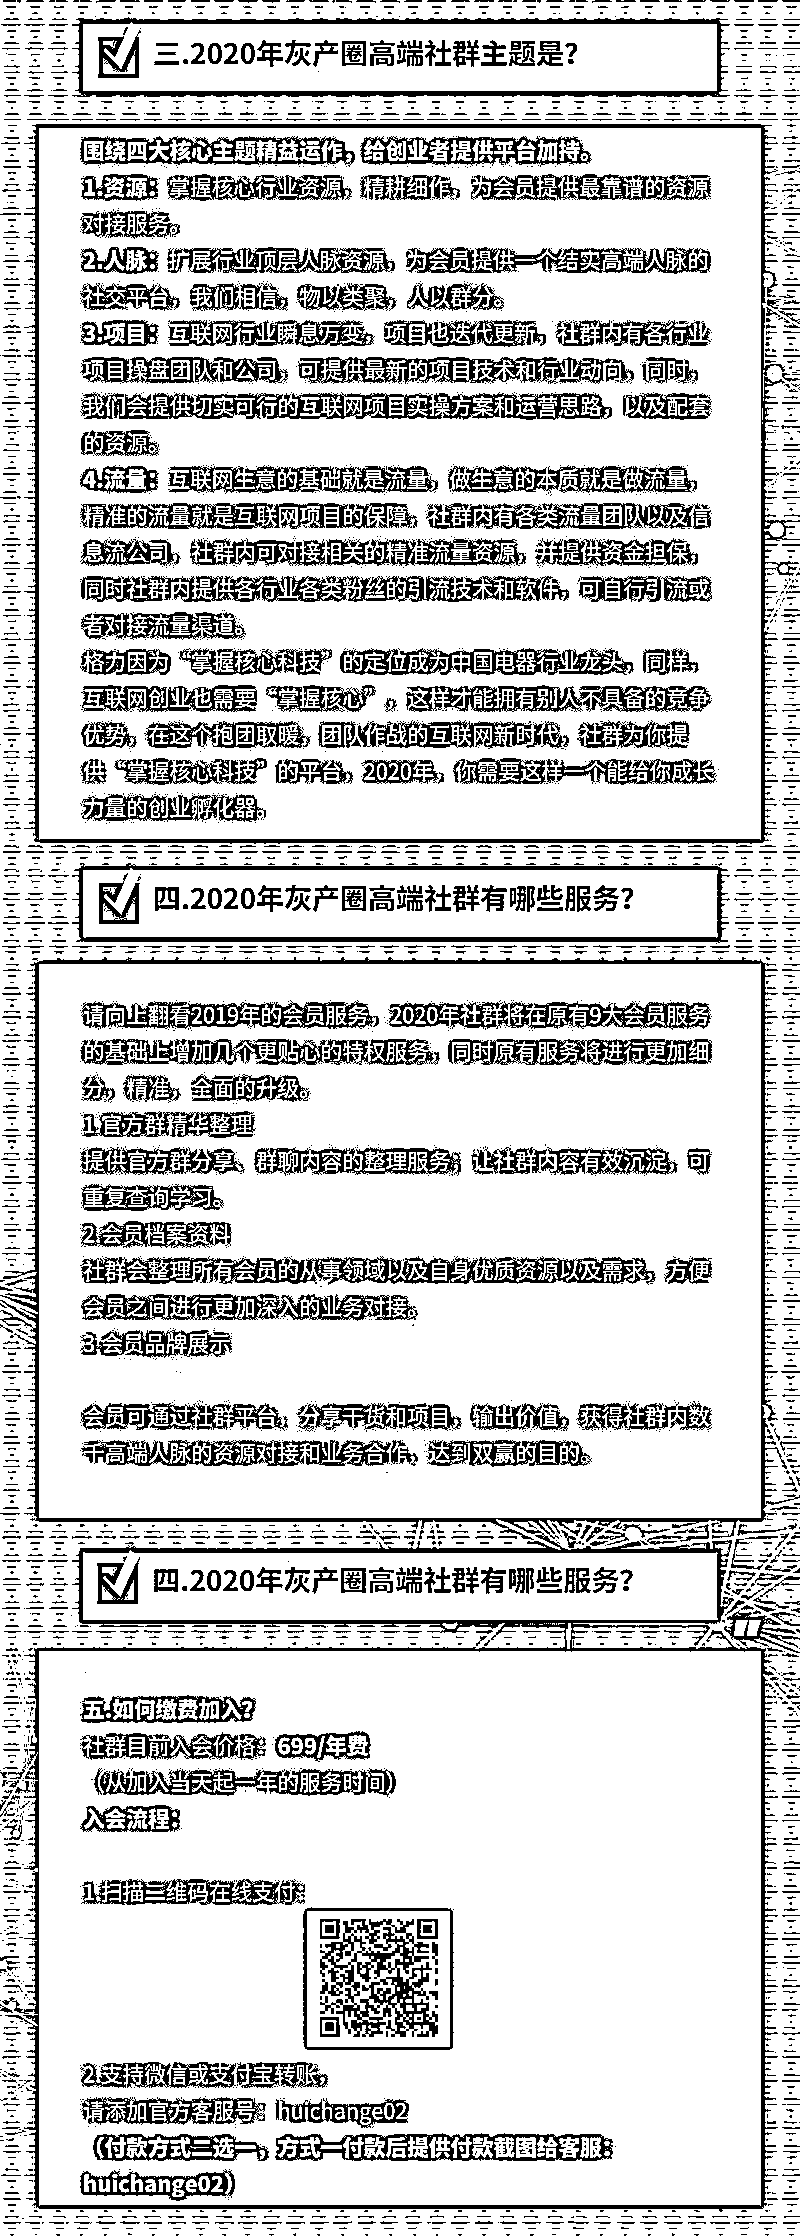 三.2020年灰产圈高端社群主题是？
围绕四大核心主题精益运作，给创业者提供平台加持。
1.资源：掌握核心行业资源，精耕细作，为会员提供最靠谱的资源
对接服务。
2.人脉：扩展行业顶层人脉资源，为会员提供一个结实高端人脉的
社交平台，我们相信，物以类聚，人以群分。
3.项目：互联网行业瞬息万变，项目也迭代更新，社群内有各行业
项目操盘团队和公司，可提供最新的项目技术和行业动向，同时，
我们会提供切实可行的互联网项目实操方案和运营思路，以及配套
的资源。
4.流量：互联网生意的基础就是流量，做生意的本质就是做流量，
精准的流量就是互联网项目的保障，社群内有各类流量团队以及信
息流公司，社群内可对接相关的精准流量资源，并提供资金担保，
同时社群内提供各行业各类粉丝的引流技术和软件，可自行引流或
者对接流量渠道。
格力因为“掌握核心科技”的定位成为中国电器行业龙头，同样，
互联网创业也需要“掌握核心”，这样才能拥有别人不具备的竞争
优势，在这个抱团取暖，团队作战的互联网新时代，社群为你提
供“掌握核心科技”的平台，2020年，你需要这样一个能给你成长
力量的创业孵化器。
四.2020年灰产圈高端社群有哪些服务？
请向上翻看2019年的会员服务，2020年社群将在原有9大会员服务
的基础上增加几个更贴心的特权服务，同时原有服务将进行更加细
分，精准，全面的升级。
1.官方群精华整理
提供官方群分享、群聊内容的整理服务；让社群内容有效沉淀，可
重复查询学习。
2.会员档案资料
社群会整理所有会员的从事领域以及自身优质资源以及需求，方便
会员之间进行更加深入的业务对接。
3.会员品牌展示
会员可通过社群平台，分享干货和项目，输出价值，获得社群内数
千高端人脉的资源对接和业务合作，达到双赢的目的。
四.2020年灰产圈高端社群有哪些服务？
五.如何缴费加入？
社群目前入会价格：699/年费
（从加入当天起一年的服务时间）
入会流程：
1.扫描二维码在线支付：
2.支持微信或支付宝转账，
请添加官方客服号：huichange02
（付款方式二选一，方式一付款后提供付款截图给客服：
huichange02）